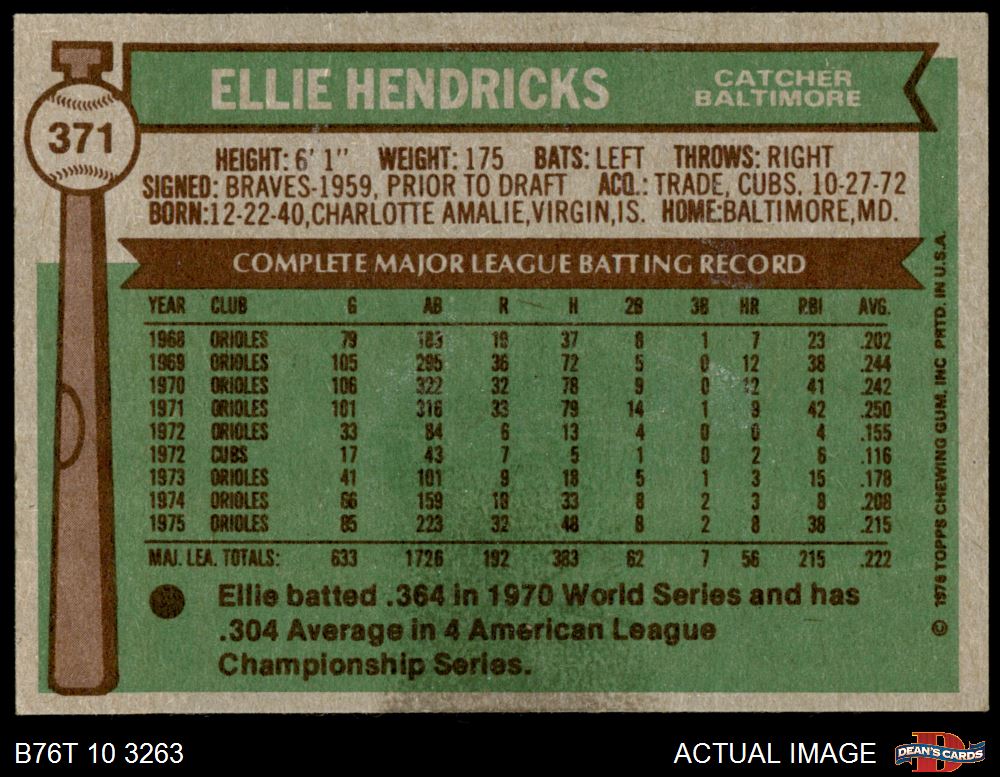 371
ELLIE HENDRICKS
CATCHER
BALTIMORE
HEIGHT: 6' 1" WEIGHT: 175 BATS: LEFT THROWS: RIGHT
SIGNED: BRAVES-1959, PRIOR TO DRAFT ACQ.: TRADE, CUBS, 10-27-72
BORN:12-22-40,CHARLOTTE AMALIE,VIRGIN,IS. HOME:BALTIMORE,MD.
COMPLETE MAJOR LEAGUE BATTING RECORD
YEAR CLUB G AB R H 2B 3B HR RBI AVG.
1968 ORIOLES 79 183 19 37 8 1 7 23 .202
1969 ORIOLES 105 295 36 72 5 0 12 38 .244
1970 ORIOLES 106 322 32 78 9 0 12 41 .242
1971 ORIOLES 101 316 33 79 14 1 9 42 .250
1972 ORIOLES 33 84 6 13 4 0 0 4 .155
1972 CUBS 17 43 7 5 1 0 2 6 .116
1973 ORIOLES 41 101 9 18 5 1 3 15 .178
1974 ORIOLES 66 159 18 33 8 2 3 8 .208
1975 ORIOLES 85 223 32 48 8 2 8 38 .215
MAJ. LEA. TOTALS: 633 1726 192 383 62 7 56 215 .222
Ellie batted .364 in 1970 World Series and has
.304 Average in 4 American League
Championship Series.
© 1976 TOPPS CHEWING GUM, INC PRTD. IN U.S.A.
B76T 10 3263
ACTUAL IMAGE
DEAN'S CARDS